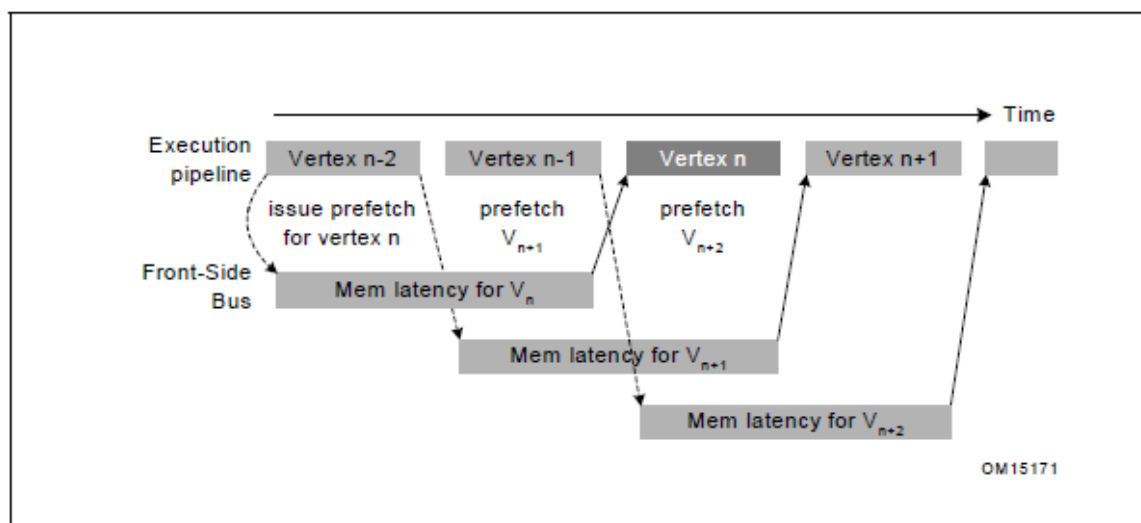 Time
Execution
pipeline
Vertex n-2
Vertex n-1
Vertex n
Vertex n+1
issue prefetch
for vertex n
prefetch
Vn+1
prefetch
Vn+2
Front-Side
Bus
Mem latency for Vn
Mem latency for Vn+1
Mem latency for Vn+2
OM15171